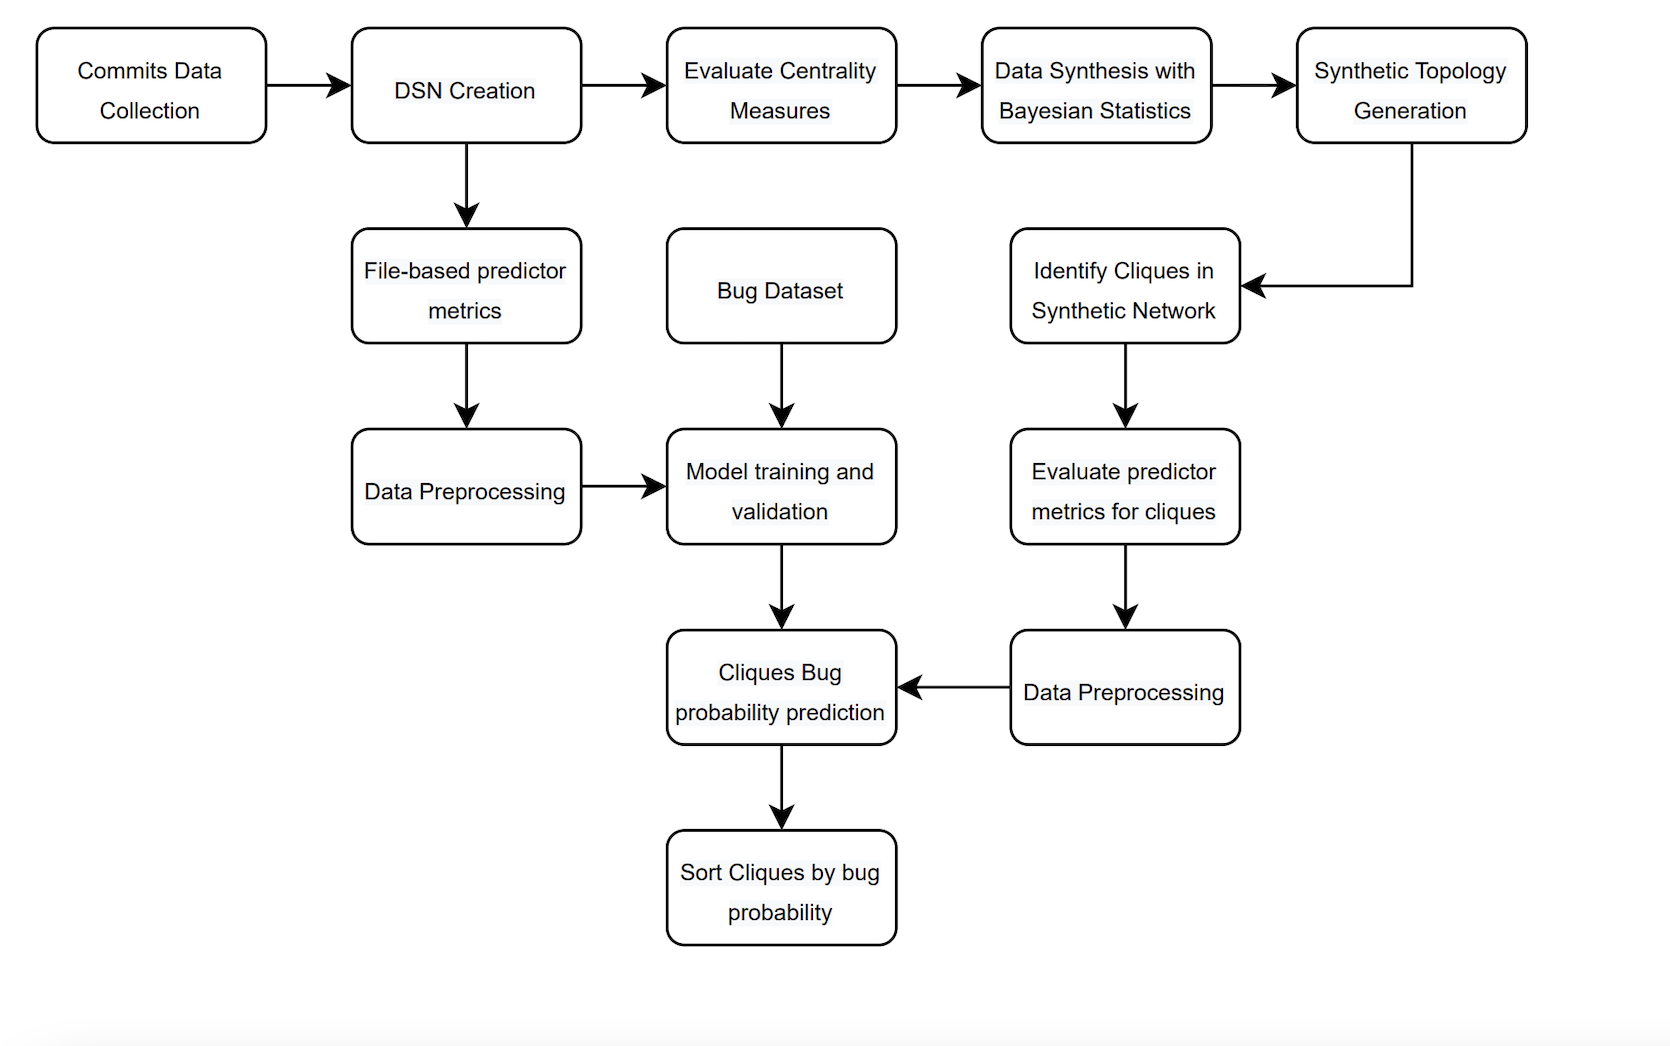 Commits Data
Collection
DSN Creation
Evaluate Centrality
Measures
Data Synthesis with
Bayesian Statistics
Synthetic Topology
Generation
File-based predictor
metrics
Bug Dataset
Identify Cliques in
Synthetic Network
Data Preprocessing
Model training and
validation
Evaluate predictor
metrics for cliques
Cliques Bug
probability prediction
Data Preprocessing
Sort Cliques by bug
probability